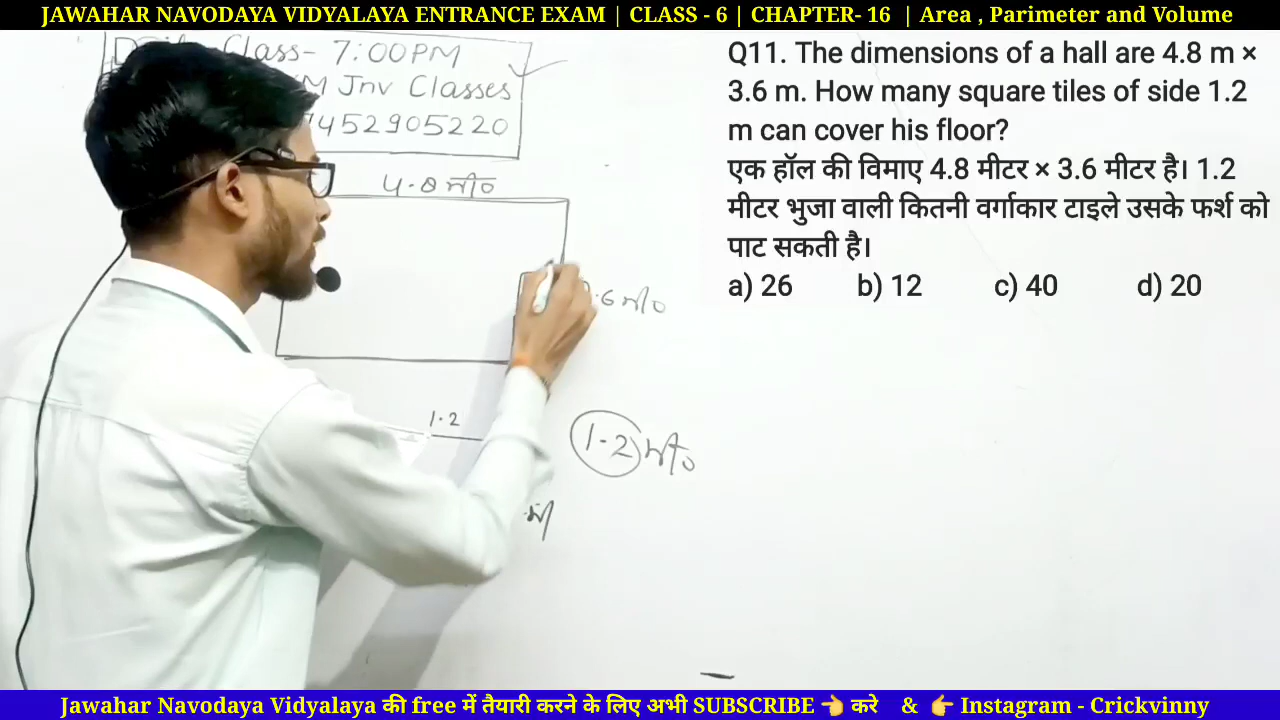 JAWAHAR NAVODAYA VIDYALAYA ENTRANCE EXAM | CLASS - 6 | CHAPTER- 16 | Area , Parimeter and Volume
Class- 7:00PM
Jnv Classes
7452905220
4.8 मी०
.6 मी०
1.2
1.2 मी०
मी
Q11. The dimensions of a hall are 4.8 m ×
3.6 m. How many square tiles of side 1.2
m can cover his floor?
एक हॉल की विमाए 4.8 मीटर × 3.6 मीटर है। 1.2
मीटर भुजा वाली कितनी वर्गाकार टाइले उसके फर्श को
पाट सकती है।
a) 26 b) 12 c) 40 d) 20
Jawahar Navodaya Vidyalaya की free में तैयारी करने के लिए अभी SUBSCRIBE 👈 करे & 👉 Instagram - Crickvinny